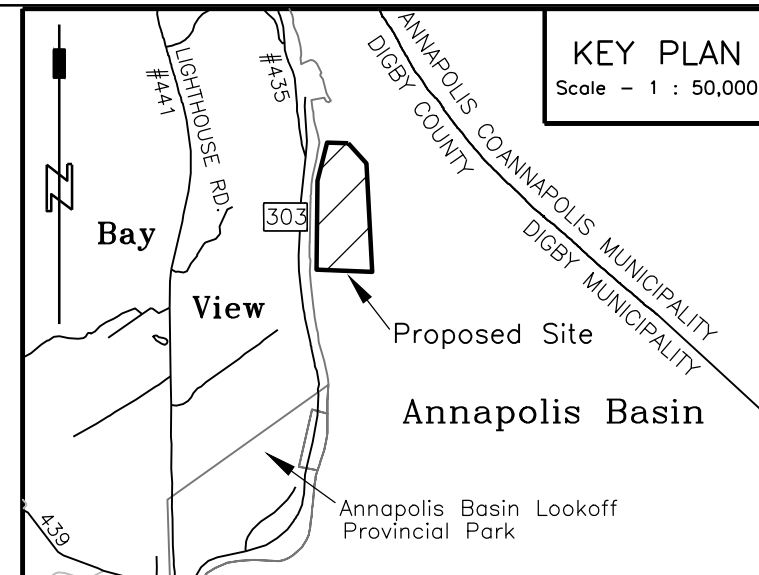 KEY PLAN
Scale - 1 : 50,000
ANNAPOLIS CO
DIGBY COUNTY
ANNAPOLIS MUNICIPALITY
DIGBY MUNICIPALITY
#441
LIGHTHOUSE RD.
#435
303
Bay
View
Proposed Site
Annapolis Basin
Annapolis Basin Lookoff
Provincial Park
439